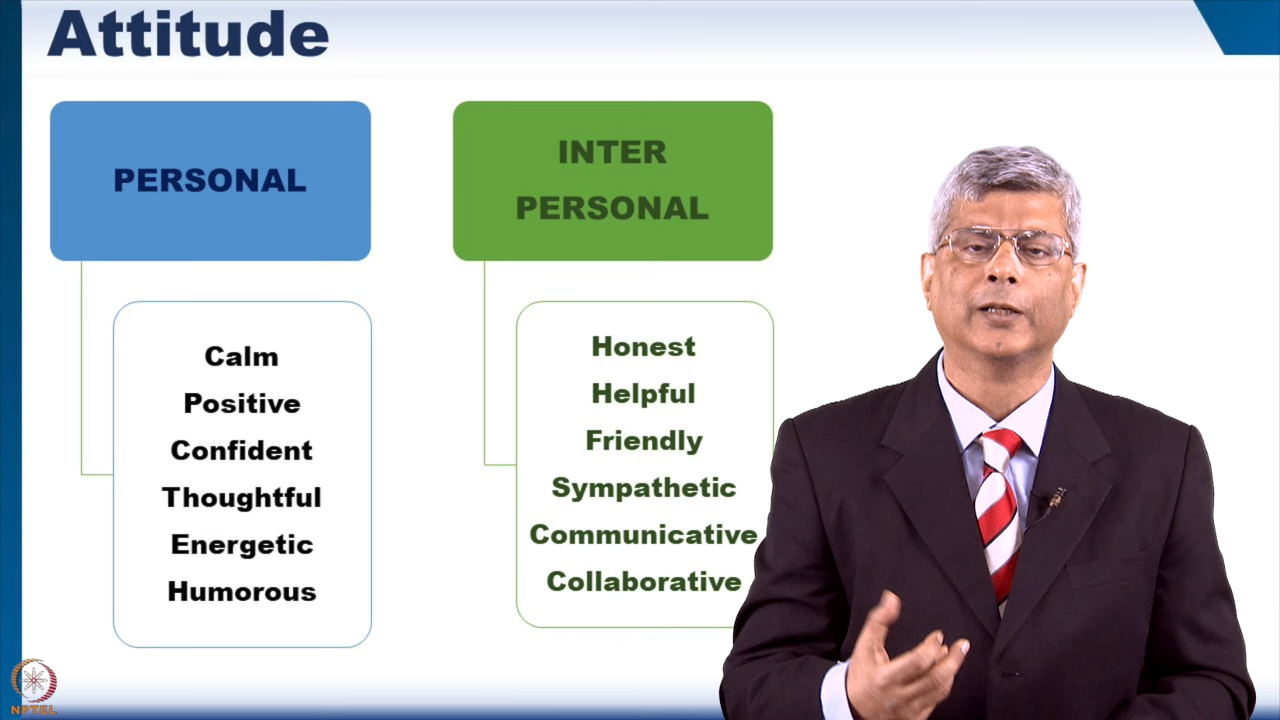 Attitude
PERSONAL
Calm
Positive
Confident
Thoughtful
Energetic
Humorous
INTER
PERSONAL
Honest
Helpful
Friendly
Sympathetic
Communicative
Collaborative
NPTEL